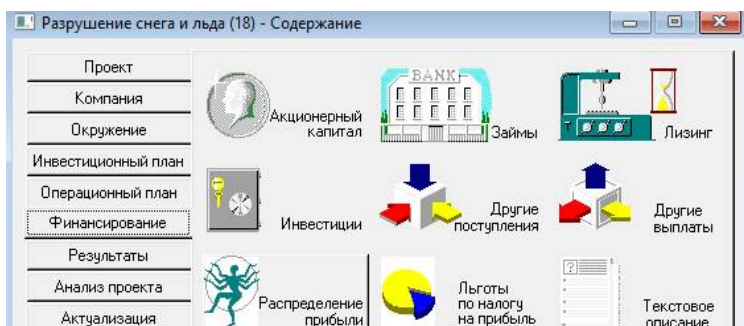 Разрушение снега и льда (18) - Содержание
Проект
Компания
Окружение
Инвестиционный план
Операционный план
Финансирование
Результаты
Анализ проекта
Актуализация
Акционерный
капитал
BANK
Займы
Лизинг
Инвестиции
Другие
поступления
Другие
выплаты
Распределение
прибыли
Льготы
по налогу
на прибыль
?
Текстовое
описание